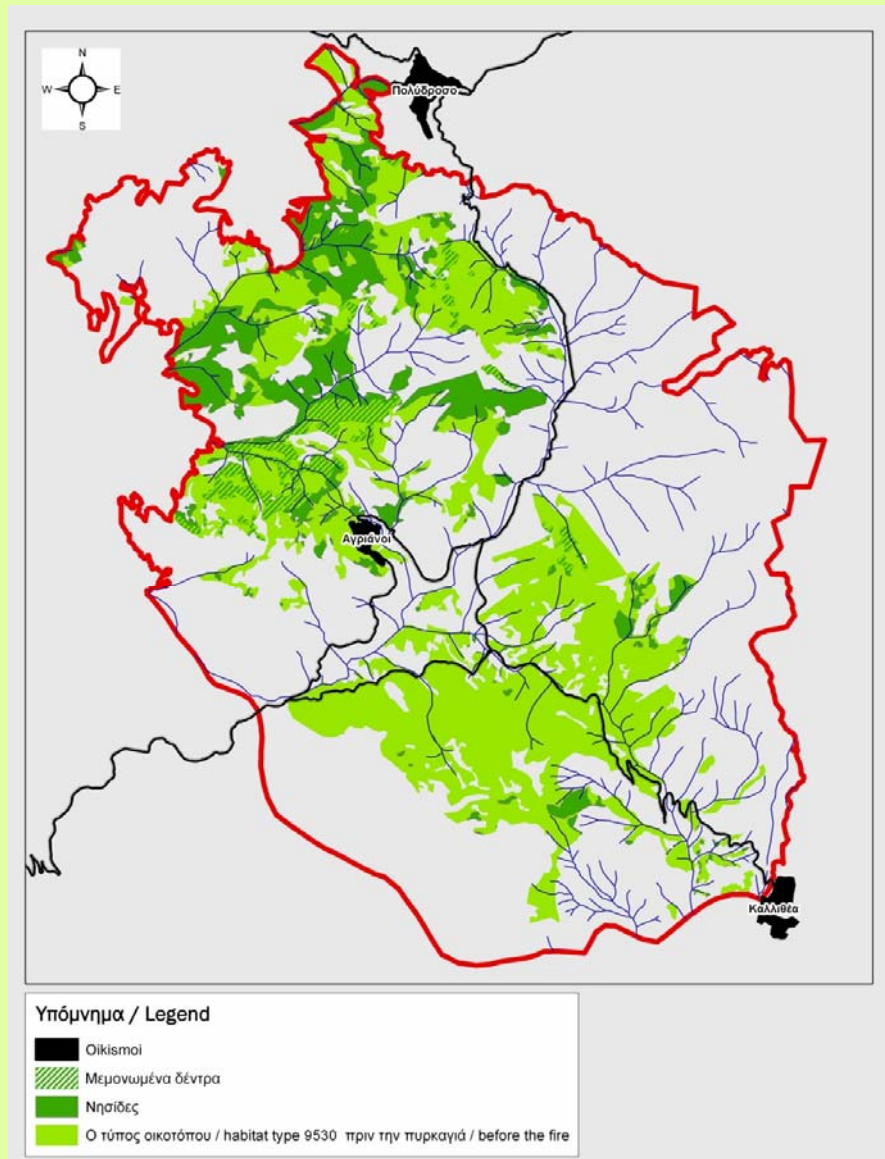 N
W E
S
Πολύδροσο
Αγριάνοι
Καλλιθέα
Υπόμνημα / Legend
Oikismoi
Μεμονωμένα δέντρα
Νησίδες
Ο τύπος οικοτόπου / habitat type 9530 πριν την πυρκαγιά / before the fire